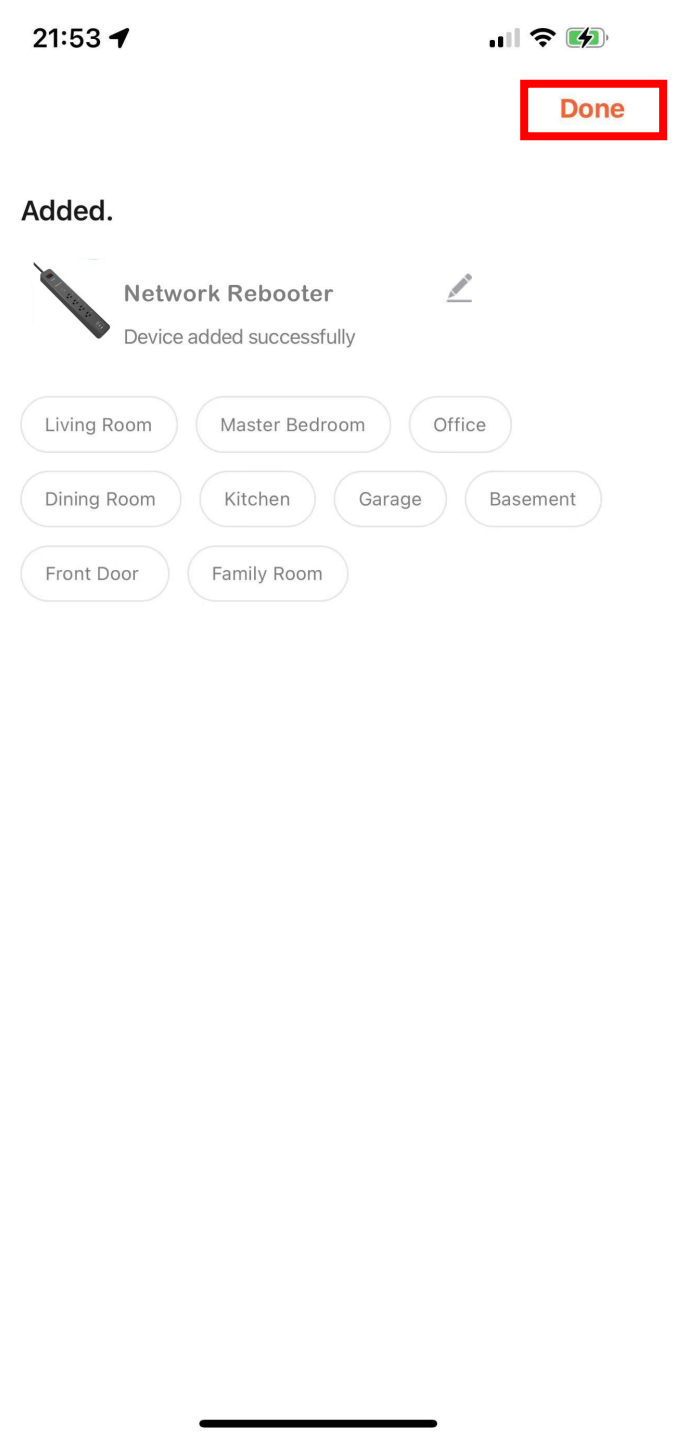 21:53
Done
Added.
Network Rebooter
Device added successfully
Living Room Master Bedroom Office
Dining Room Kitchen Garage Basement
Front Door Family Room